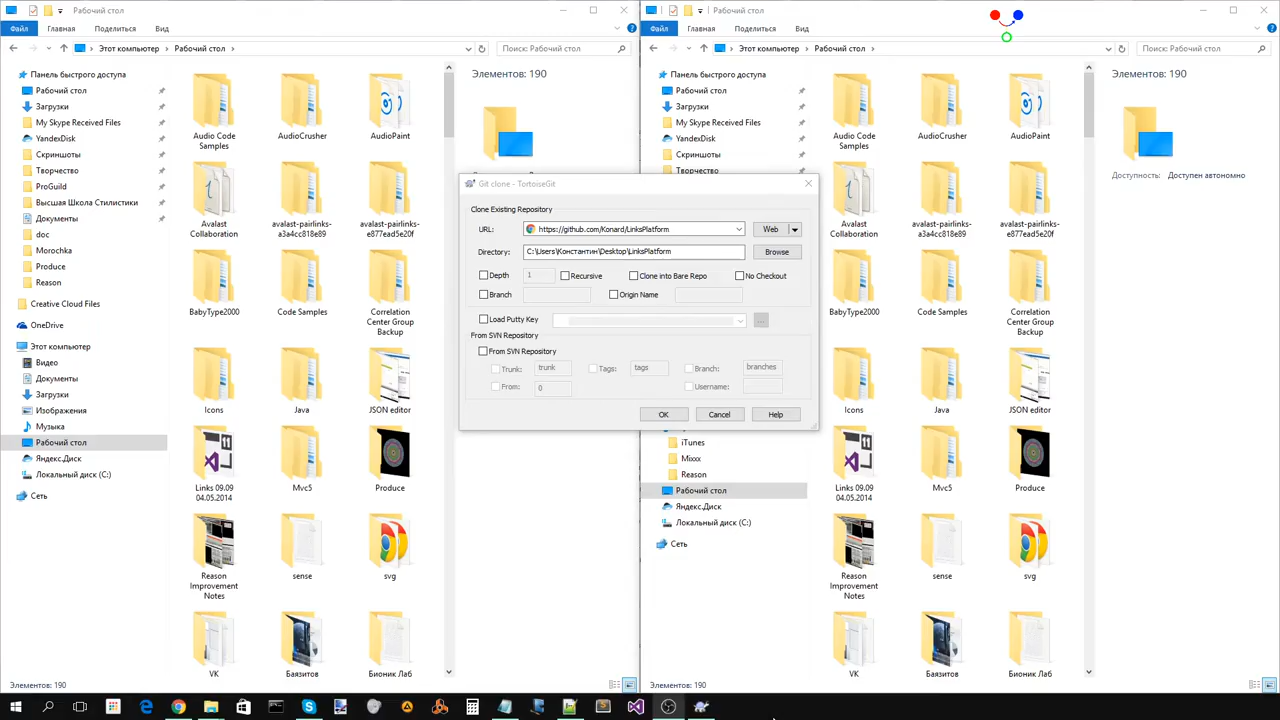 Файл
Главная
Поделиться
Вид
Этот компьютер
Рабочий стол
Поиск: Рабочий стол
Панель быстрого доступа
Рабочий стол
Загрузки
My Skype Received Files
YandexDisk
Скриншоты
Творчество
ProGuild
Высшая Школа Стилистики
Документы
doc
Morochka
Produce
Reason
Creative Cloud Files
OneDrive
Этот компьютер
Видео
Документы
Загрузки
Изображения
Музыка
Рабочий стол
Яндекс.Диск
Локальный диск (C:)
Сеть
Audio Code
Samples
AudioCrusher
AudioPaint
Avalast
Collaboration
avalast-pairlinks-
a3a4cc818e89
avalast-pairlinks-
e877ead5e20f
BabyType2000
Code Samples
Correlation
Center Group
Backup
Icons
Java
JSON editor
Links 09.09
04.05.2014
Mvc5
Produce
Reason
Improvement
Notes
sense
svg
VK
Баязитов
Бионик Лаб
Элементов: 190
Элементов: 190
Git clone - TortoiseGit
Clone Existing Repository
URL:
https://github.com/Konard/LinksPlatform
Web
Directory:
C:\Users\Константин\Desktop\LinksPlatform
Browse
Depth
1
Recursive
Clone into Bare Repo
No Checkout
Branch
Origin Name
Load Putty Key
...
From SVN Repository
From SVN Repository
Trunk:
trunk
Tags:
tags
Branch:
branches
From:
0
Username:
OK
Cancel
Help
Файл
Главная
Поделиться
Вид
Этот компьютер
Рабочий стол
Поиск: Рабочий стол
Панель быстрого доступа
Рабочий стол
Загрузки
My Skype Received Files
YandexDisk
Скриншоты
Творчество
iTunes
Mixxx
Reason
Рабочий стол
Яндекс.Диск
Локальный диск (C:)
Сеть
Audio Code
Samples
AudioCrusher
AudioPaint
Avalast
Collaboration
avalast-pairlinks-
a3a4cc818e89
avalast-pairlinks-
e877ead5e20f
BabyType2000
Code Samples
Correlation
Center Group
Backup
Icons
Java
JSON editor
Links 09.09
04.05.2014
Mvc5
Produce
Reason
Improvement
Notes
sense
svg
VK
Баязитов
Бионик Лаб
Элементов: 190
Доступность: Доступен автономно
Элементов: 190